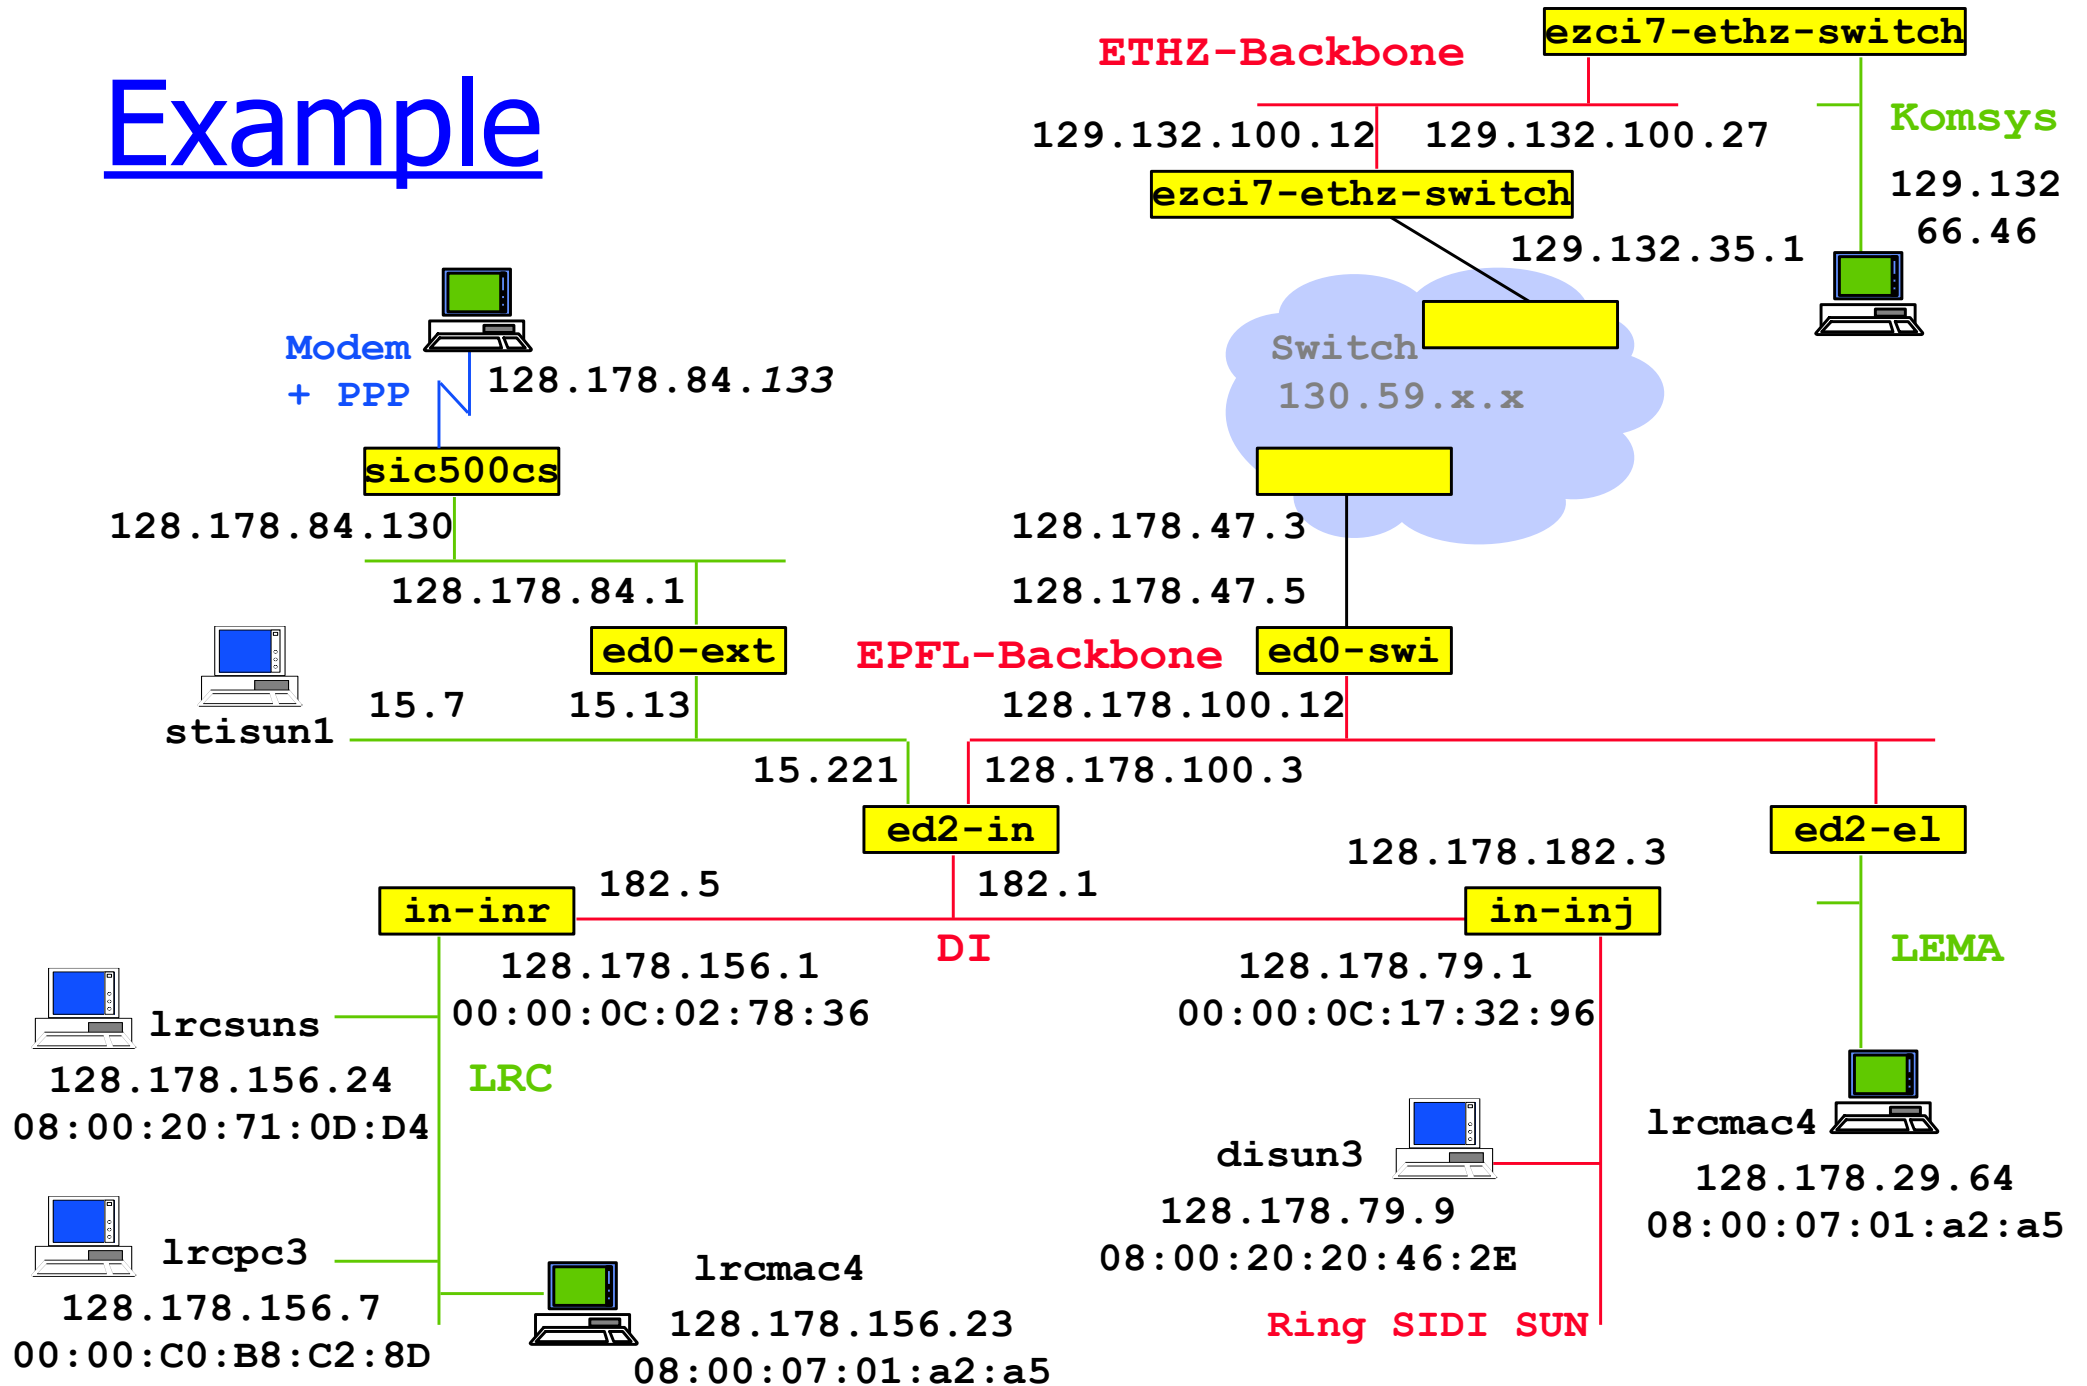 Example
ETHZ-Backbone
ezci7-ethz-switch
129.132.100.12
129.132.100.27
Komsys
129.132
66.46
ezci7-ethz-switch
129.132.35.1
Modem
+ PPP
128.178.84.133
Switch
130.59.x.x
sic500cs
128.178.84.130
128.178.47.3
128.178.84.1
128.178.47.5
ed0-ext
EPFL-Backbone
ed0-swi
stisun1
15.7
15.13
128.178.100.12
15.221
128.178.100.3
ed2-in
ed2-el
128.178.182.3
182.5
182.1
in-inr
in-inj
DI
LEMA
128.178.156.1
00:00:0C:02:78:36
128.178.79.1
00:00:0C:17:32:96
lrcsuns
128.178.156.24
08:00:20:71:0D:D4
LRC
lrcmac4
128.178.29.64
08:00:07:01:a2:a5
disun3
128.178.79.9
08:00:20:20:46:2E
lrcpc3
128.178.156.7
00:00:C0:B8:C2:8D
lrcmac4
128.178.156.23
08:00:07:01:a2:a5
Ring SIDI SUN